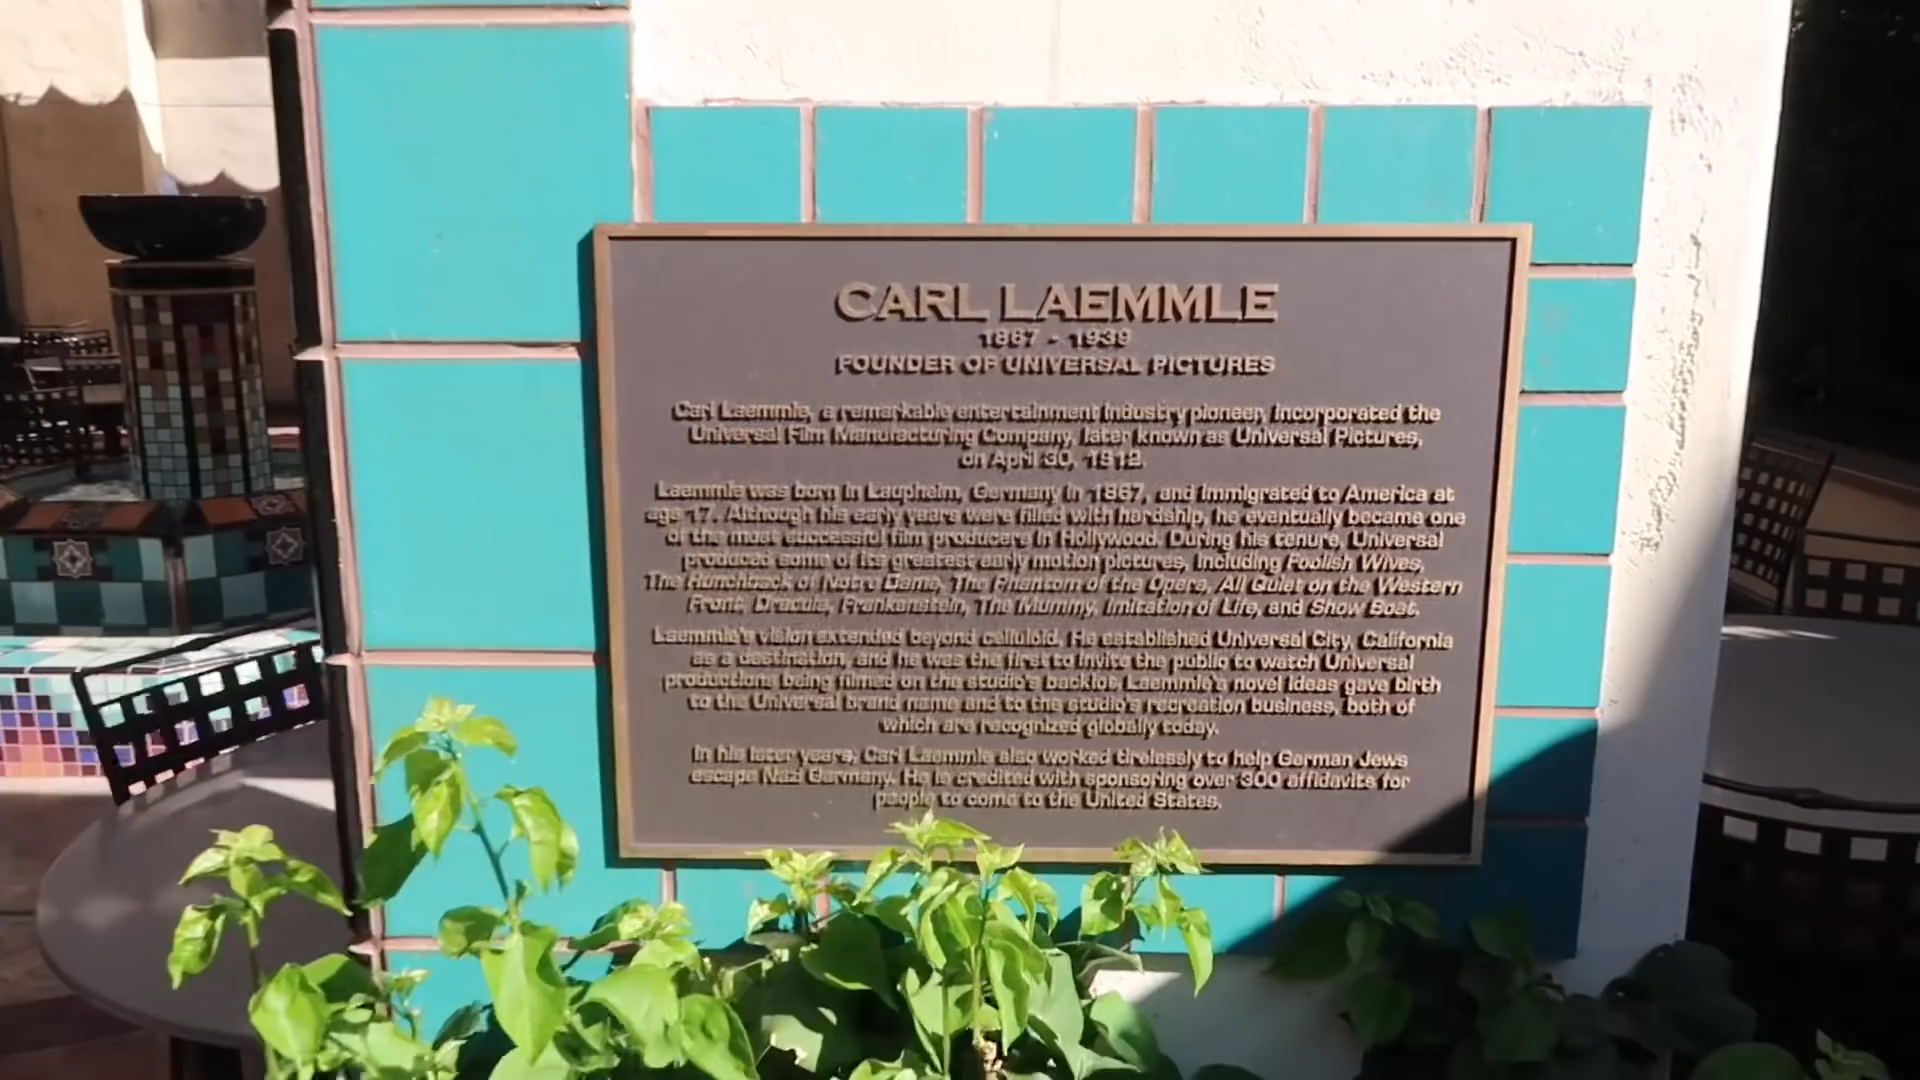 CARL LAEMMLE
1867 - 1939
FOUNDER OF UNIVERSAL PICTURES
Carl Laemmle, a remarkable entertainment industry pioneer, incorporated the
Universal Film Manufacturing Company, later known as Universal Pictures,
on April 30, 1912.
Laemmle was born in Laupheim, Germany in 1867, and immigrated to America at
age 17. Although his early years were filled with hardship, he eventually became one
of the most successful film producers in Hollywood. During his tenure, Universal
produced some of its greatest early motion pictures, including Foolish Wives,
The Hunchback of Notre Dame, The Phantom of the Opera, All Quiet on the Western
Front, Dracula, Frankenstein, The Mummy, Imitation of Life, and Show Boat.
Laemmle's vision extended beyond celluloid. He established Universal City, California
as a destination, and he was the first to invite the public to watch Universal
productions being filmed on the studio's backlot. Laemmle's novel ideas gave birth
to the Universal brand name and to the studio's recreation business, both of
which are recognized globally today.
In his later years, Carl Laemmle also worked tirelessly to help German Jews
escape Nazi Germany. He is credited with sponsoring over 300 affidavits for
people to come to the United States.